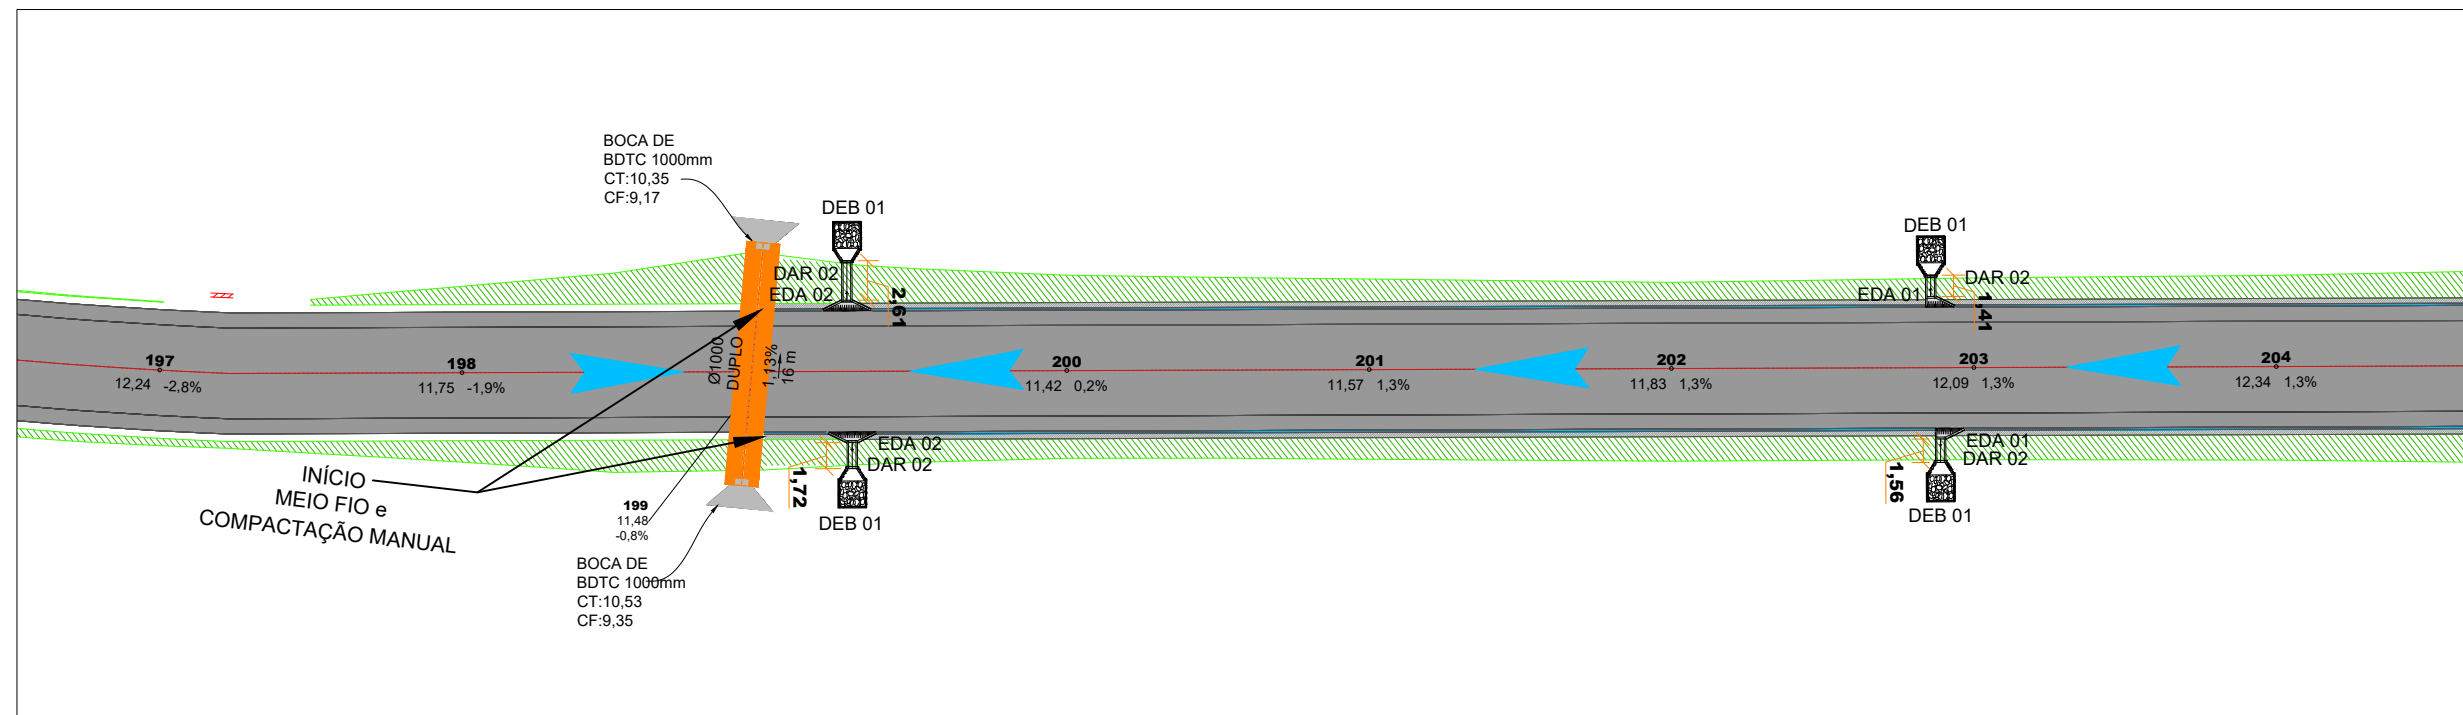 BOCA DE
BDTC 1000mm
CT:10,35
CF:9,17
DEB 01
DAR 02
EDA 02
2,61
DEB 01
DAR 02
EDA 01
1,41
197
12,24 -2,8%
198
11,75 -1,9%
Ø1000
DUPLO
1,13%
16 m
200
11,42 0,2%
201
11,57 1,3%
202
11,83 1,3%
203
12,09 1,3%
204
12,34 1,3%
EDA 02
DAR 02
1,72
DEB 01
EDA 01
DAR 02
1,56
DEB 01
INÍCIO
MEIO FIO e
COMPACTAÇÃO MANUAL
199
11,48
-0,8%
BOCA DE
BDTC 1000mm
CT:10,53
CF:9,35